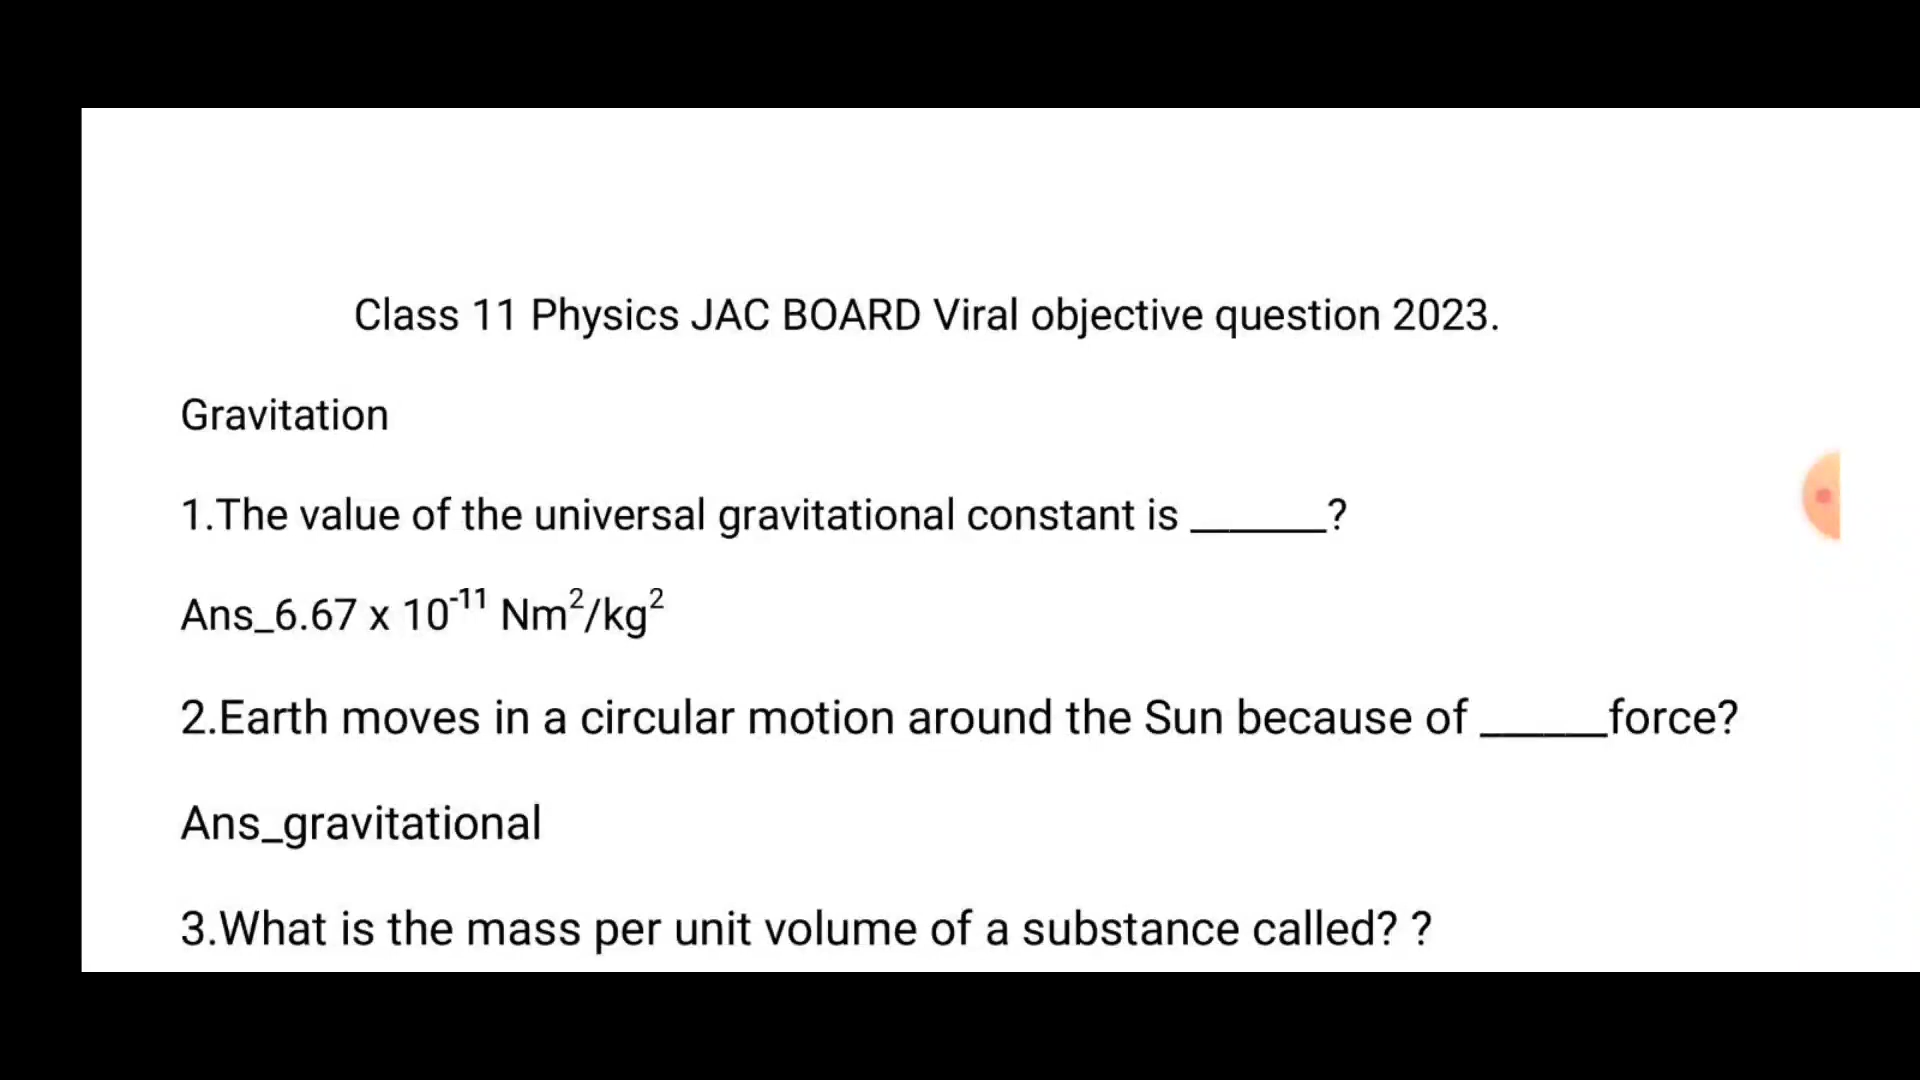 Class 11 Physics JAC BOARD Viral objective question 2023.
Gravitation
1.The value of the universal gravitational constant is _______?
Ans_6.67 x 10⁻¹¹ Nm²/kg²
2.Earth moves in a circular motion around the Sun because of ______force?
Ans_gravitational
3.What is the mass per unit volume of a substance called? ?